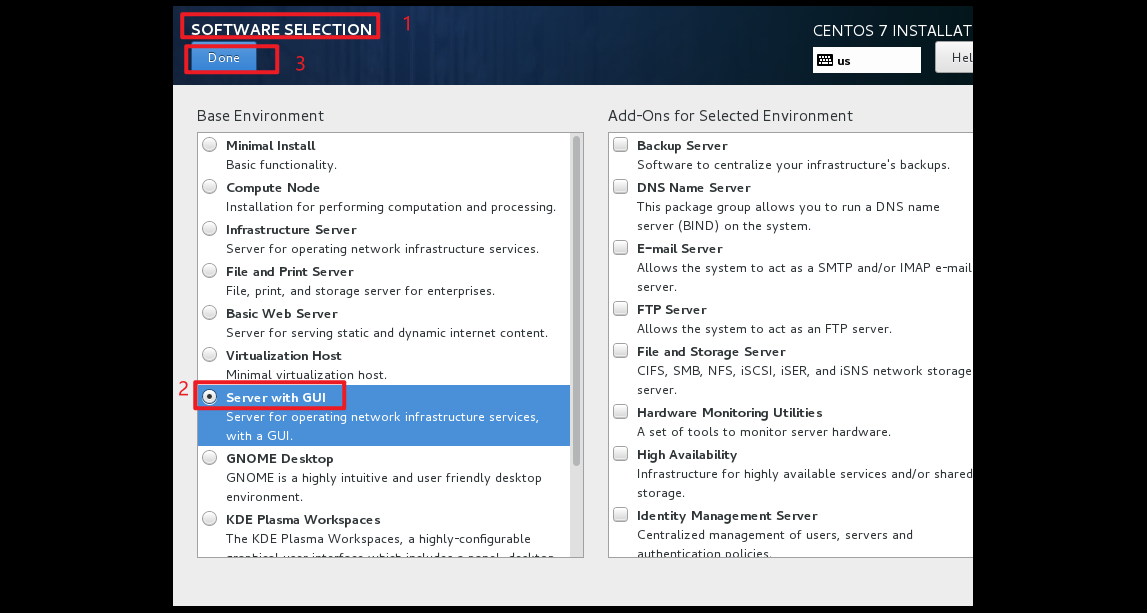 SOFTWARE SELECTION
1
CENTOS 7 INSTALLAT
Done
3
us
Hel
Base Environment
Minimal Install
Basic functionality.
Compute Node
Installation for performing computation and processing.
Infrastructure Server
Server for operating network infrastructure services.
File and Print Server
File, print, and storage server for enterprises.
Basic Web Server
Server for serving static and dynamic internet content.
Virtualization Host
Minimal virtualization host.
2
Server with GUI
Server for operating network infrastructure services,
with a GUI.
GNOME Desktop
GNOME is a highly intuitive and user friendly desktop
environment.
KDE Plasma Workspaces
The KDE Plasma Workspaces, a highly-configurable
graphical user interface which includes a panel, desktop,
Add-Ons for Selected Environment
Backup Server
Software to centralize your infrastructure's backups.
DNS Name Server
This package group allows you to run a DNS name
server (BIND) on the system.
E-mail Server
Allows the system to act as a SMTP and/or IMAP e-mail
server.
FTP Server
Allows the system to act as an FTP server.
File and Storage Server
CIFS, SMB, NFS, iSCSI, iSER, and iSNS network storage
server.
Hardware Monitoring Utilities
A set of tools to monitor server hardware.
High Availability
Infrastructure for highly available services and/or shared
storage.
Identity Management Server
Centralized management of users, servers and
authentication policies.